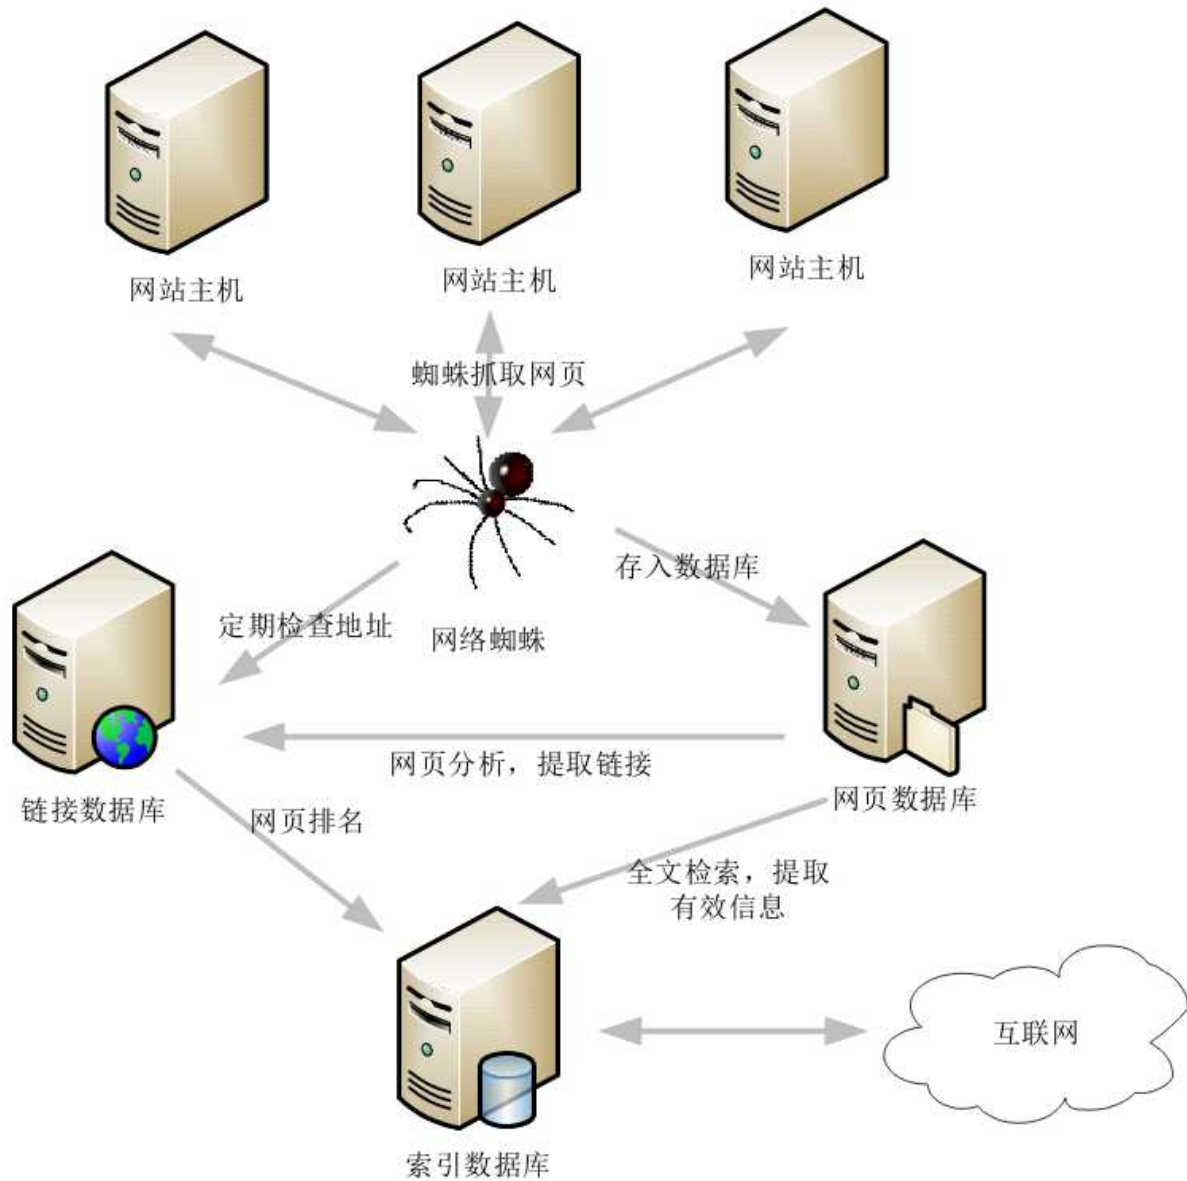 网站主机
网站主机
网站主机
蜘蛛抓取网页
存入数据库
定期检查地址
网络蜘蛛
网页分析，提取链接
链接数据库
网页数据库
网页排名
全文检索，提取
有效信息
互联网
索引数据库